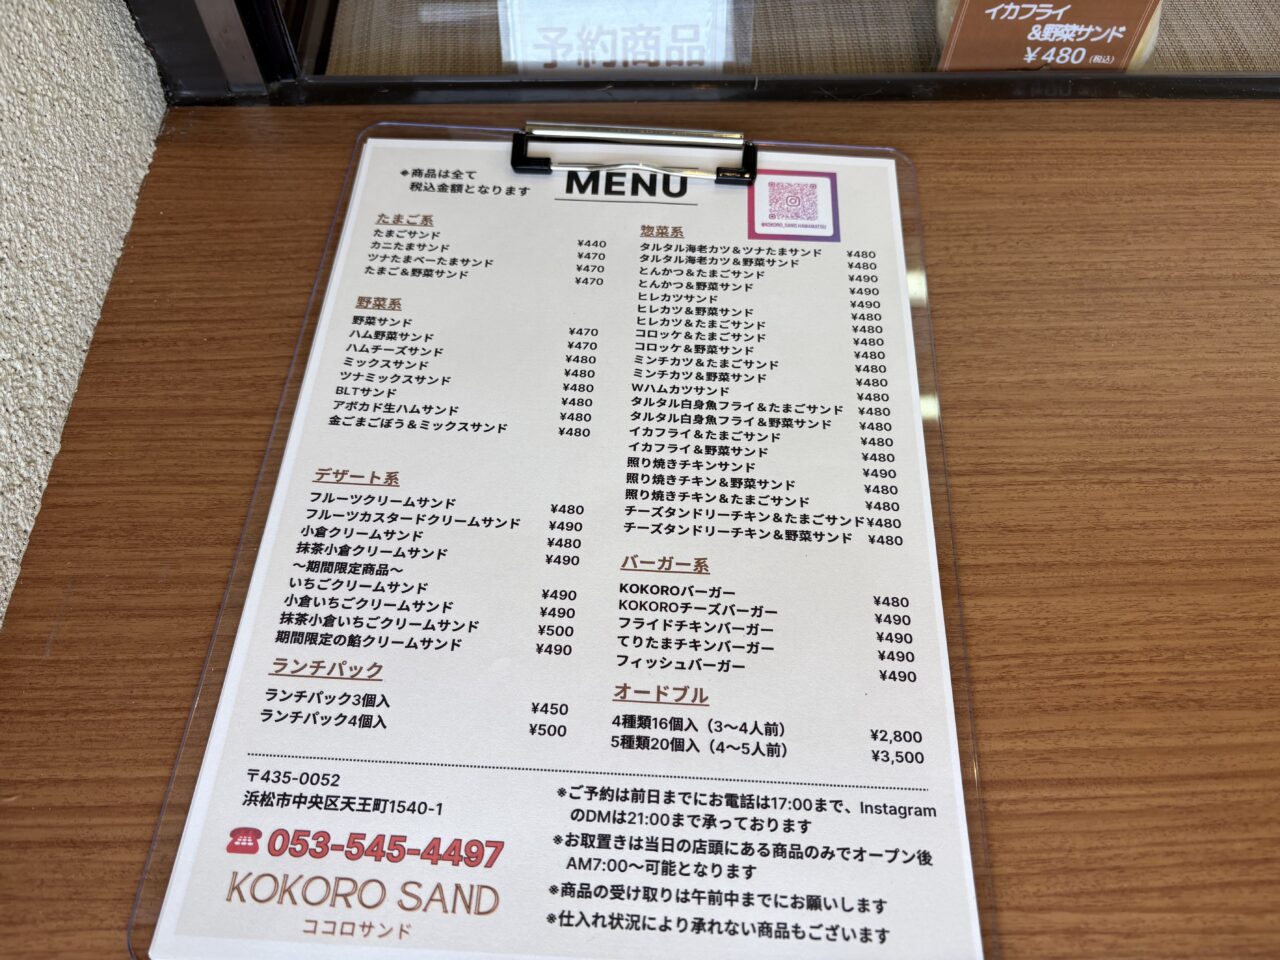 予約商品
イカフライ
&野菜サンド
¥480(税込)
※商品は全て
税込金額となります
MENU
@KOKORO_SAND.HAMAMATSU
たまご系
たまごサンド ¥440
カニたまサンド ¥470
ツナたまべーたまサンド ¥470
たまご＆野菜サンド ¥470
野菜系
野菜サンド ¥470
ハム野菜サンド ¥470
ハムチーズサンド ¥480
ミックスサンド ¥480
ツナミックスサンド ¥480
BLTサンド ¥480
アボカド生ハムサンド ¥480
金ごまごぼう＆ミックスサンド ¥480
デザート系
フルーツクリームサンド ¥480
フルーツカスタードクリームサンド ¥490
小倉クリームサンド ¥480
抹茶小倉クリームサンド ¥490
〜期間限定商品〜
いちごクリームサンド ¥490
小倉いちごクリームサンド ¥490
抹茶小倉いちごクリームサンド ¥500
期間限定の餡クリームサンド ¥490
ランチパック
ランチパック3個入 ¥450
ランチパック4個入 ¥500
惣菜系
タルタル海老カツ＆ツナたまサンド ¥480
タルタル海老カツ＆野菜サンド ¥480
とんかつ＆たまごサンド ¥490
とんかつ＆野菜サンド ¥490
ヒレカツサンド ¥490
ヒレカツ＆野菜サンド ¥480
ヒレカツ＆たまごサンド ¥480
コロッケ＆たまごサンド ¥480
コロッケ＆野菜サンド ¥480
ミンチカツ＆たまごサンド ¥480
ミンチカツ＆野菜サンド ¥480
Wハムカツサンド ¥480
タルタル白身魚フライ＆たまごサンド ¥480
タルタル白身魚フライ＆野菜サンド ¥480
イカフライ＆たまごサンド ¥480
イカフライ＆野菜サンド ¥480
照り焼きチキンサンド ¥490
照り焼きチキン＆野菜サンド ¥480
照り焼きチキン＆たまごサンド ¥480
チーズタンドリーチキン＆たまごサンド ¥480
チーズタンドリーチキン＆野菜サンド ¥480
バーガー系
KOKOROバーガー ¥480
KOKOROチーズバーガー ¥490
フライドチキンバーガー ¥490
てりたまチキンバーガー ¥490
フィッシュバーガー ¥490
オードブル
4種類16個入（3〜4人前） ¥2,800
5種類20個入（4〜5人前） ¥3,500
〒435-0052
浜松市中央区天王町1540-1
☎053-545-4497
KOKORO SAND
ココロサンド
※ご予約は前日までにお電話は17:00まで、Instagram
のDMは21:00まで承っております
※お取置きは当日の店頭にある商品のみでオープン後
AM7:00〜可能となります
※商品の受け取りは午前中までにお願いします
※仕入れ状況により承れない商品もございます